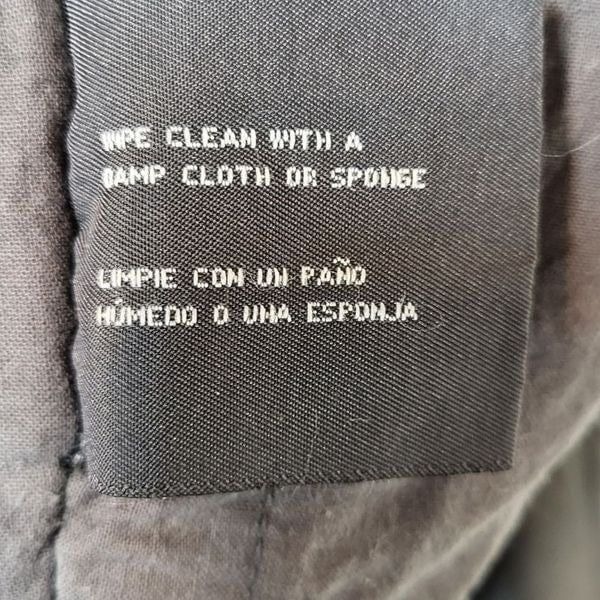 WIPE CLEAN WITH A
DAMP CLOTH OR SPONGE
LIMPIE CON UN PAÑO
HÚMEDO O UNA ESPONJA